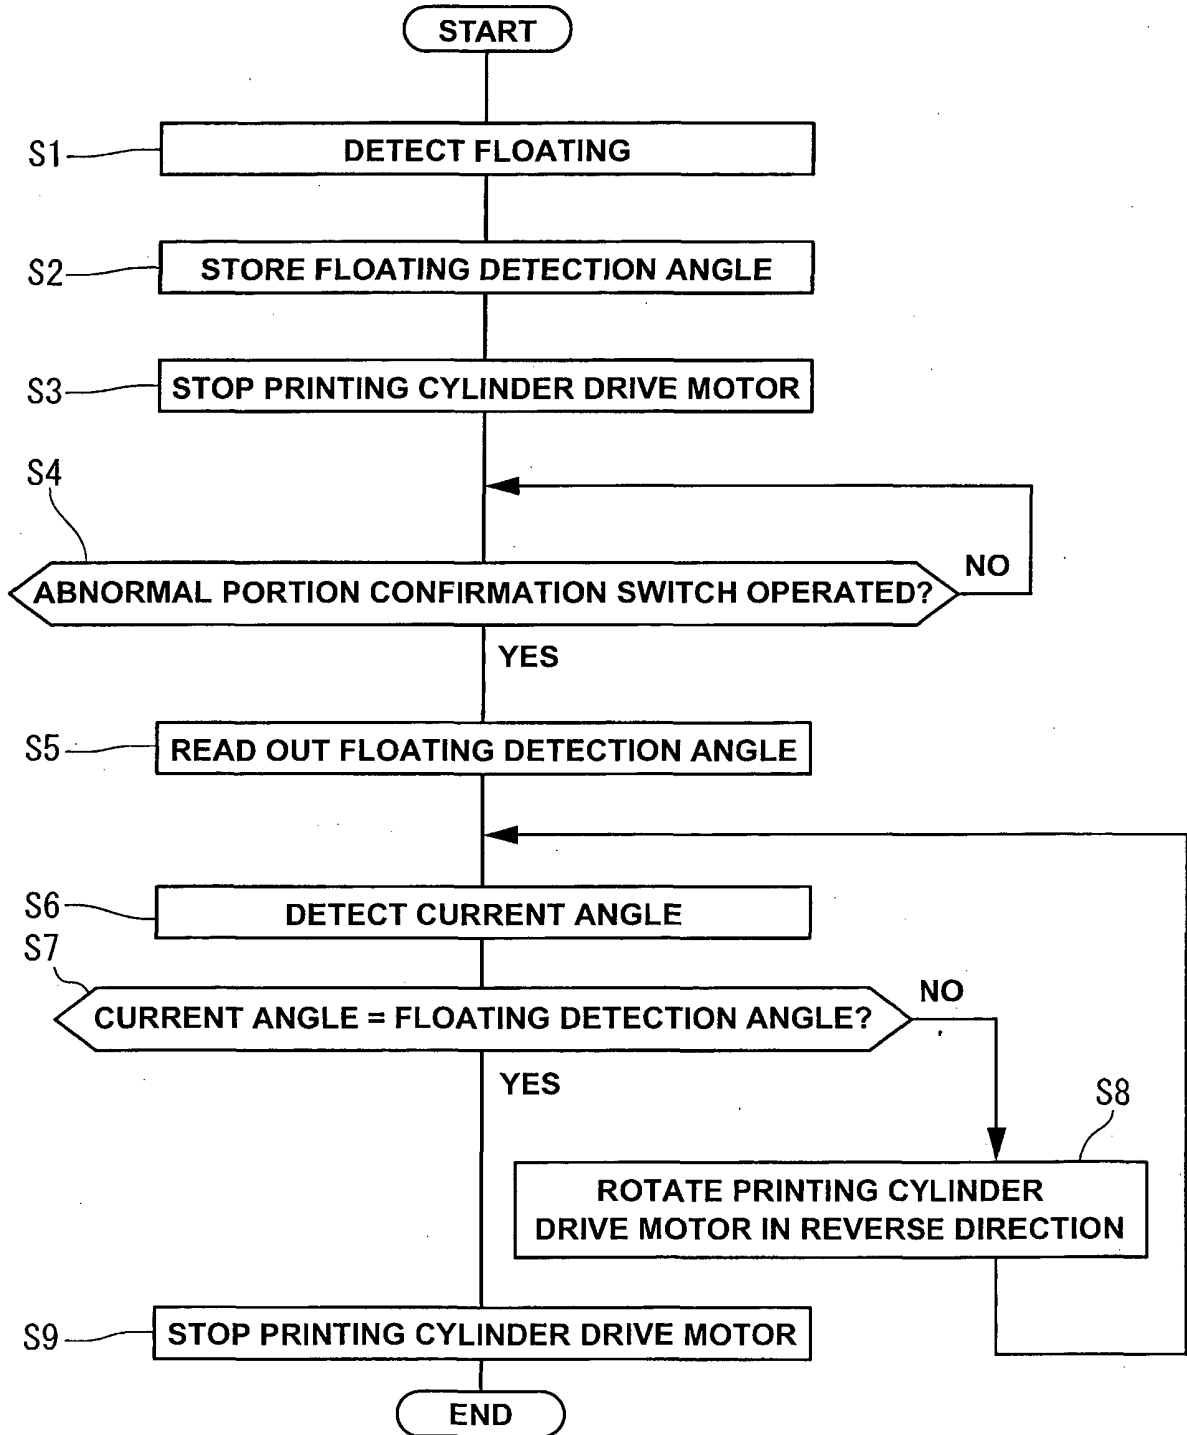 START
S1
DETECT FLOATING
S2
STORE FLOATING DETECTION ANGLE
S3
STOP PRINTING CYLINDER DRIVE MOTOR
S4
ABNORMAL PORTION CONFIRMATION SWITCH OPERATED?
NO
YES
S5
READ OUT FLOATING DETECTION ANGLE
S6
DETECT CURRENT ANGLE
S7
CURRENT ANGLE = FLOATING DETECTION ANGLE?
NO
YES
S8
ROTATE PRINTING CYLINDER
DRIVE MOTOR IN REVERSE DIRECTION
S9
STOP PRINTING CYLINDER DRIVE MOTOR
END